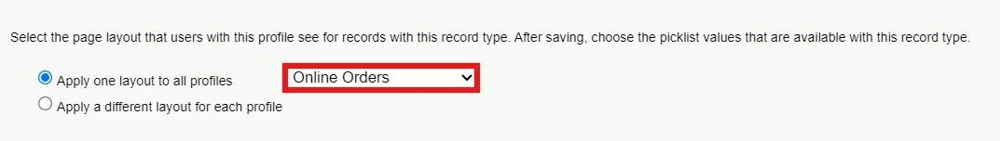 Select the page layout that users with this profile see for records with this record type. After saving, choose the picklist values that are available with this record type.
Apply one layout to all profiles Online Orders
Apply a different layout for each profile